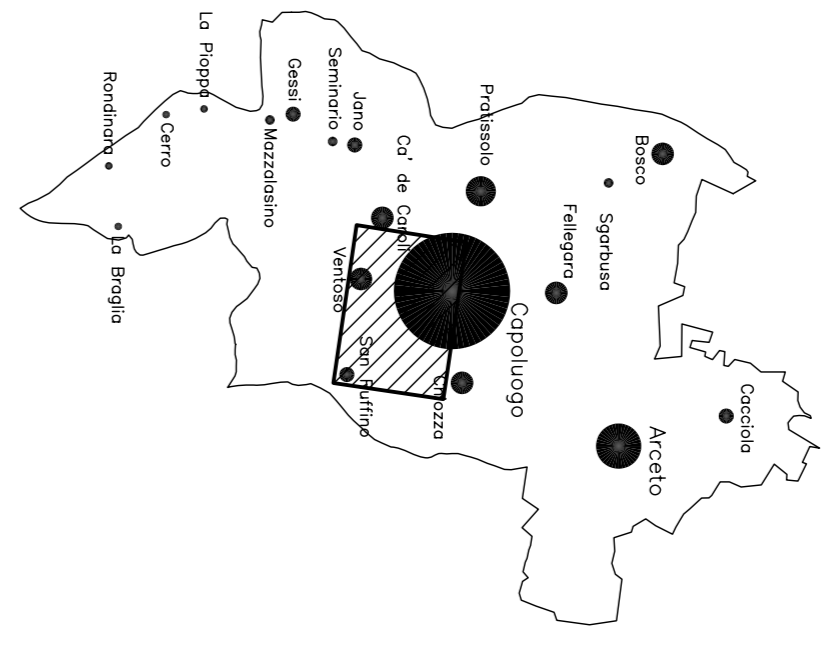 Cacciola
Arceto
Bosco
Sgarbusa
Fellegara
Capoluogo
Pratissolo
Chiozza
Ca' de Caroli
Jano
San Ruffino
Seminario
Ventoso
Gessi
Mazzalasino
La Pioppa
Cerro
Rondinara
La Braglia